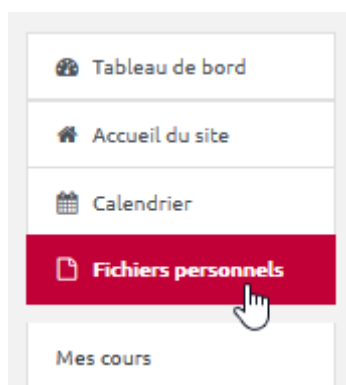 Tableau de bord
Accueil du site
Calendrier
Fichiers personnels
Mes cours